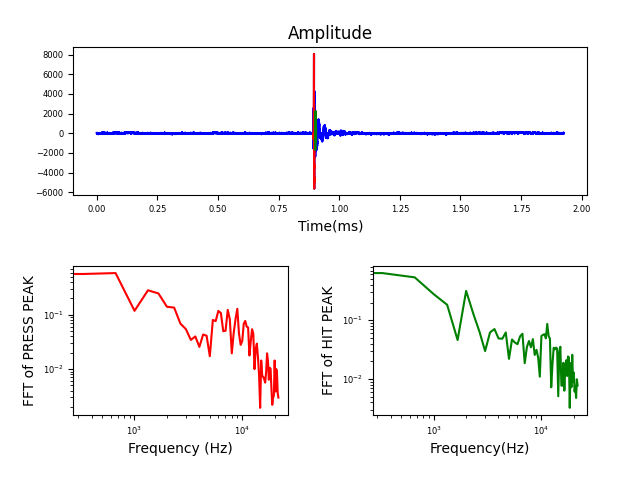 Amplitude
8000
6000
4000
2000
0
−2000
−4000
−6000
0.00 0.25 0.50 0.75 1.00 1.25 1.50 1.75 2.00
Time(ms)
FFT of PRESS PEAK
10⁻¹
10⁻²
10³ 10⁴
Frequency (Hz)
FFT of HIT PEAK
10⁻¹
10⁻²
10³ 10⁴
Frequency(Hz)